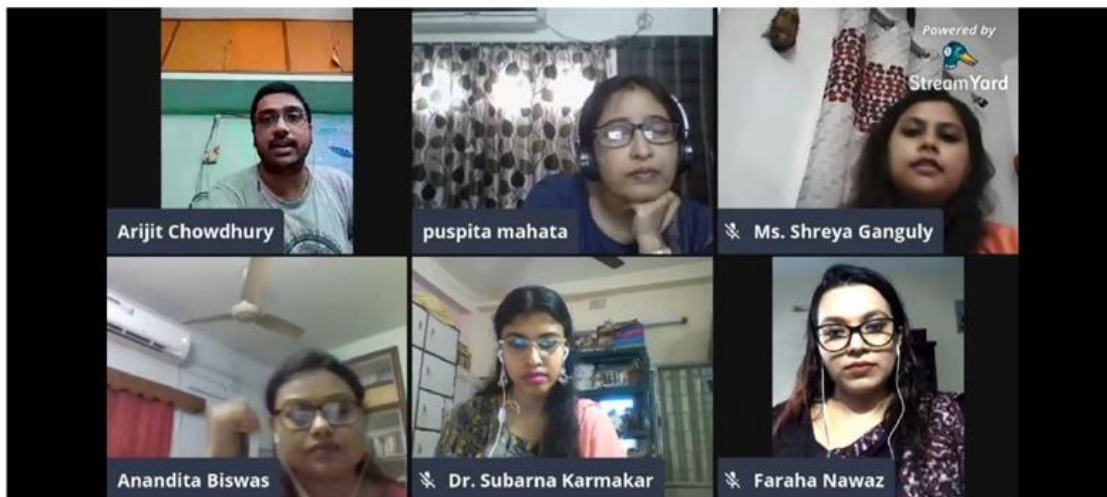 Powered by
StreamYard
Arijit Chowdhury
puspita mahata
Ms. Shreya Ganguly
Anandita Biswas
Dr. Subarna Karmakar
Faraha Nawaz